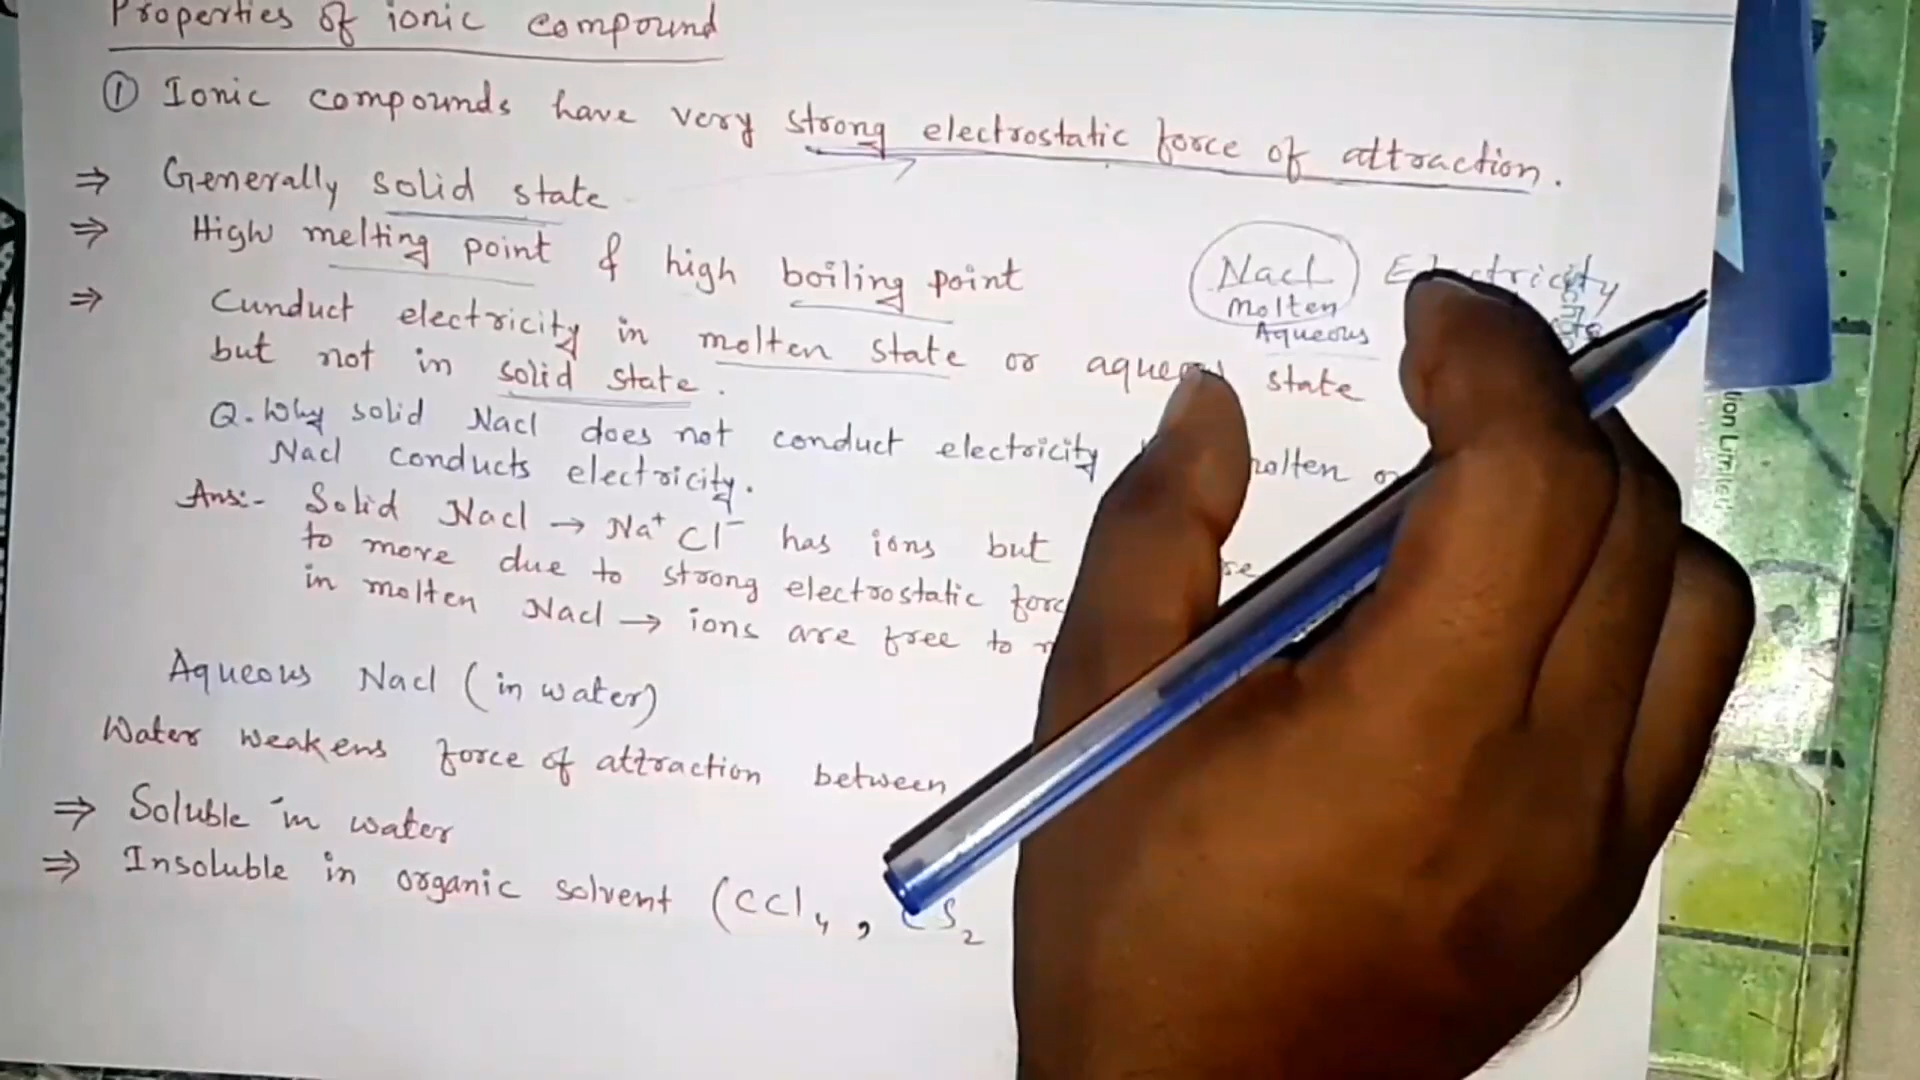 Properties of ionic compound
① Ionic compounds have very strong electrostatic force of attraction.
⇒ Generally solid state
⇒ High melting point & high boiling point
Nacl
Molten
Aqueous
⇒ Cunduct electricity in molten state or state
but not in solid state.
Q. Why solid Nacl does not conduct electricity
Nacl conducts electricity.
Ans:- Solid Nacl → Na⁺ Cl⁻ has ions but
to more due to strong electrostatic
in molten Nacl → ions are free to
Aqueous Nacl (in water)
Water weakens force of attraction between
⇒ Soluble in water
⇒ Insoluble in organic solvent (CCl₄, CS₂